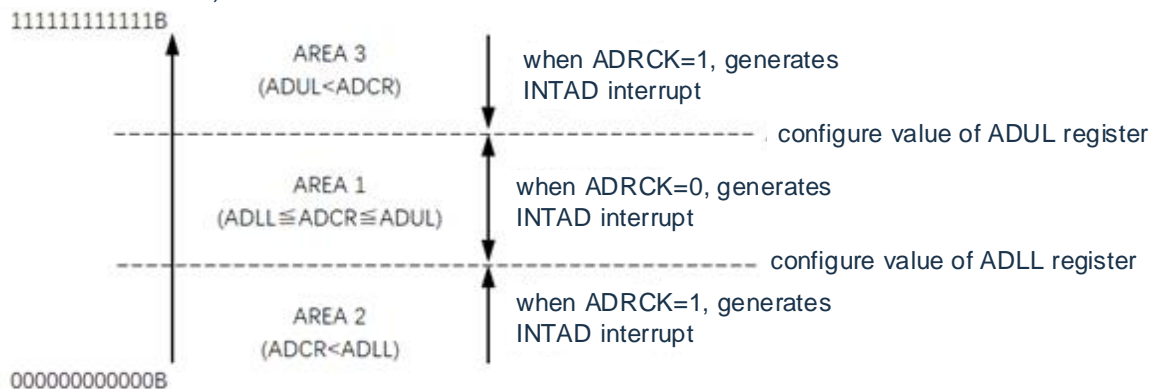 111111111111B
AREA 3
(ADUL<ADCR)
when ADRCK=1, generates
INTAD interrupt
configure value of ADUL register
AREA 1
(ADLL≦ADCR≦ADUL)
when ADRCK=0, generates
INTAD interrupt
configure value of ADLL register
AREA 2
(ADCR<ADLL)
when ADRCK=1, generates
INTAD interrupt
000000000000B